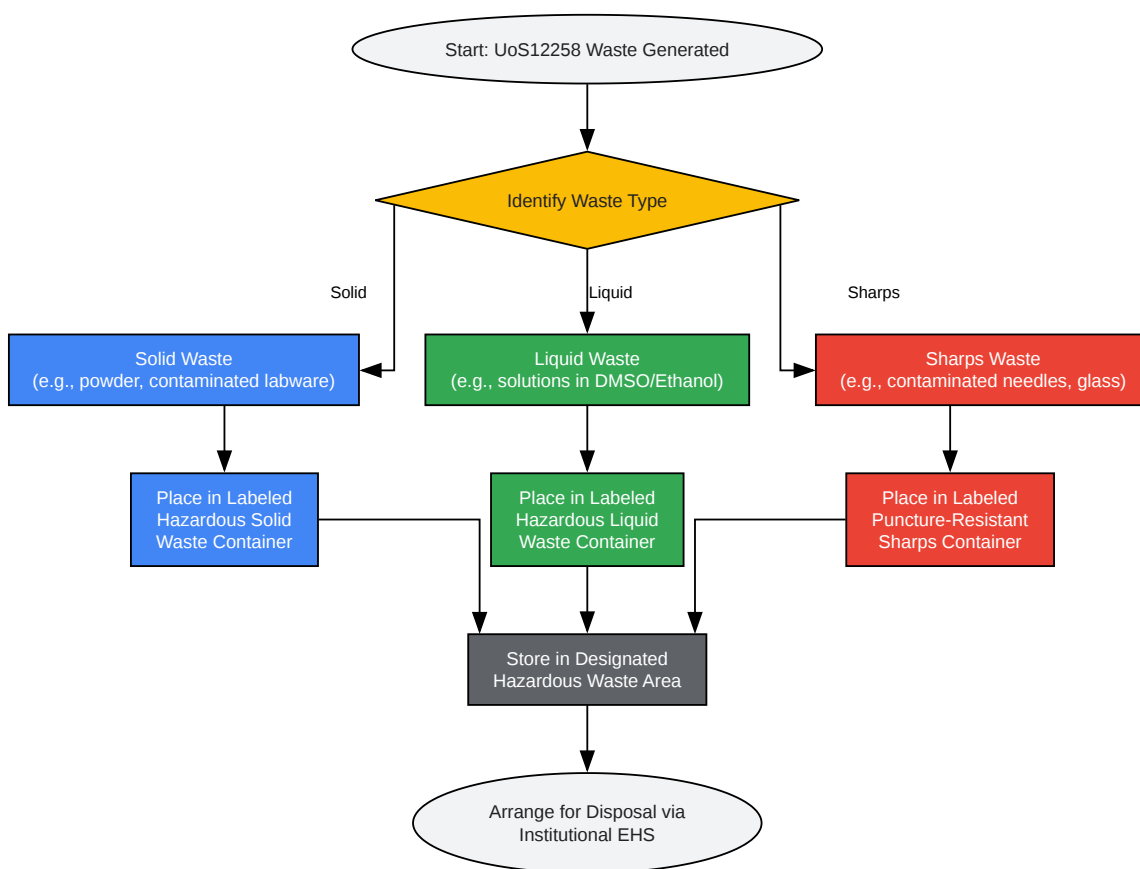 Start: UoS12258 Waste Generated
Identify Waste Type
Solid
Liquid
Sharps
Solid Waste
(e.g., powder, contaminated labware)
Liquid Waste
(e.g., solutions in DMSO/Ethanol)
Sharps Waste
(e.g., contaminated needles, glass)
Place in Labeled
Hazardous Solid
Waste Container
Place in Labeled
Hazardous Liquid
Waste Container
Place in Labeled
Puncture-Resistant
Sharps Container
Store in Designated
Hazardous Waste Area
Arrange for Disposal via
Institutional EHS